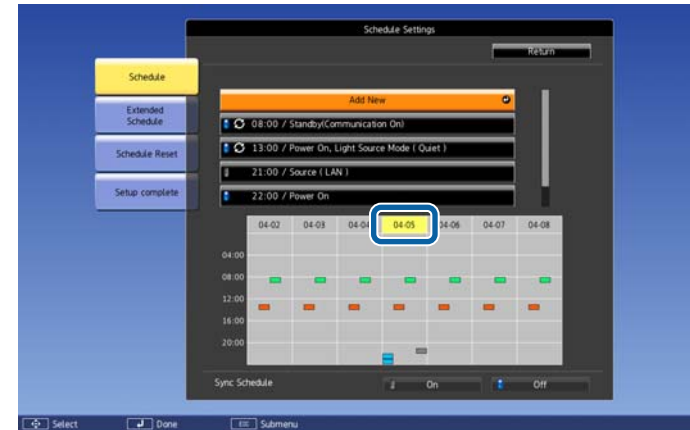 Schedule Settings
Return
Schedule
Extended
Schedule
Schedule Reset
Setup complete
Add New
08:00 / Standby(Communication On)
13:00 / Power On, Light Source Mode ( Quiet )
21:00 / Source ( LAN )
22:00 / Power On
04-02 04-03 04-04 04-05 04-06 04-07 04-08
04:00
08:00
12:00
16:00
20:00
Sync Schedule On Off
Select Done Esc Submenu